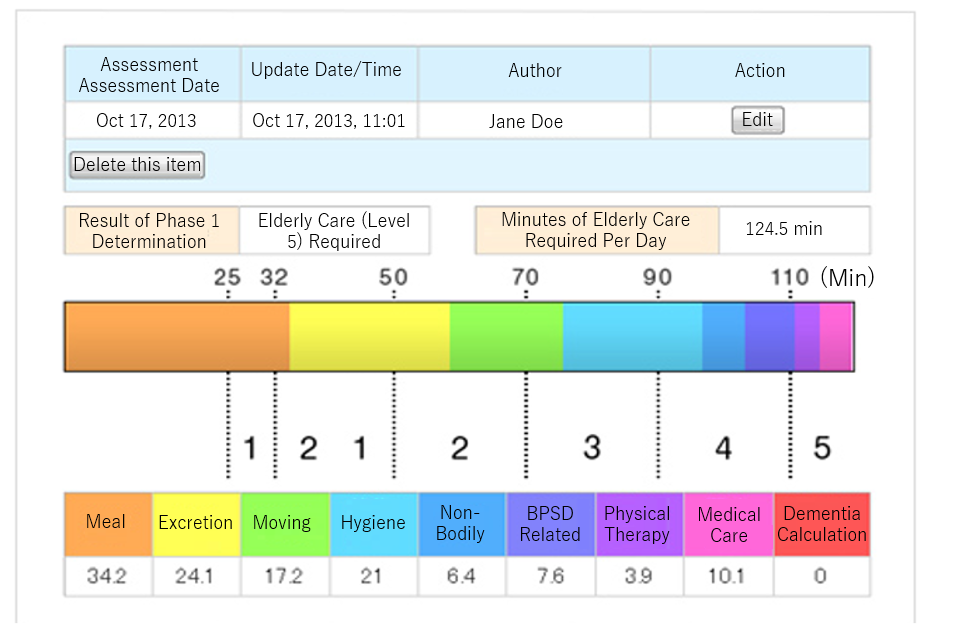 Assessment
Assessment Date
Update Date/Time
Author
Action
Oct 17, 2013
Oct 17, 2013, 11:01
Jane Doe
Edit
Delete this item
Result of Phase 1
Determination
Elderly Care (Level
5) Required
Minutes of Elderly Care
Required Per Day
124.5 min
25 32 50 70 90 110 (Min)
1 2 1 2 3 4 5
Meal
Excretion
Moving
Hygiene
Non-
Bodily
BPSD
Related
Physical
Therapy
Medical
Care
Dementia
Calculation
34.2 24.1 17.2 21 6.4 7.6 3.9 10.1 0